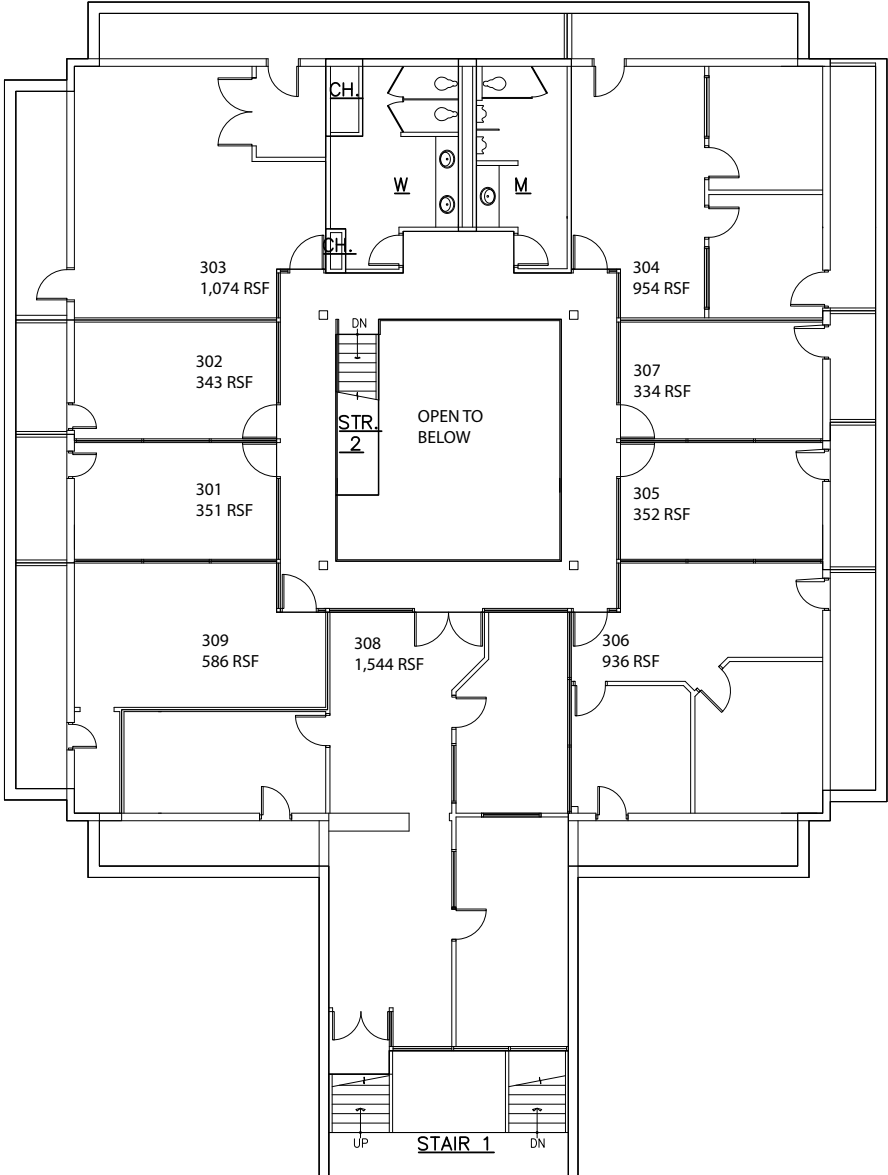 CH.
W
M
CH.
303
1,074 RSF
304
954 RSF
DN
302
343 RSF
307
334 RSF
STR.
2
OPEN TO
BELOW
301
351 RSF
305
352 RSF
309
586 RSF
308
1,544 RSF
306
936 RSF
UP
STAIR 1
DN